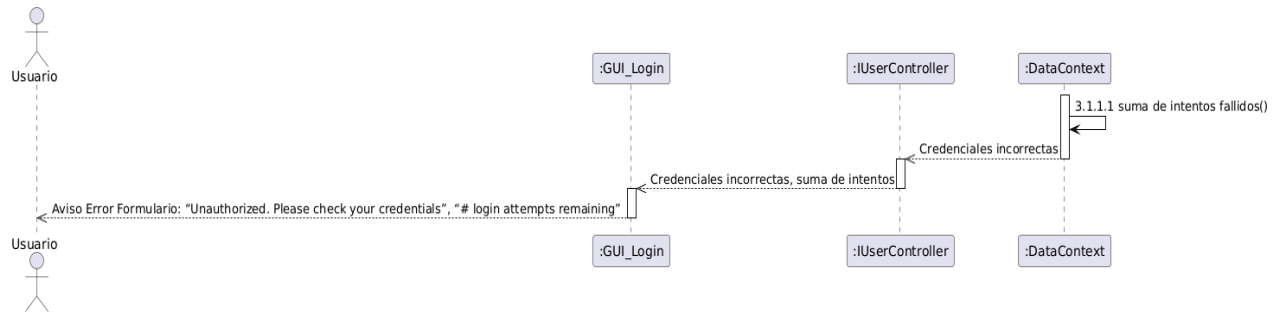 Usuario
:GUI_Login
:IUserController
:DataContext
3.1.1.1 suma de intentos fallidos()
Credenciales incorrectas
Credenciales incorrectas, suma de intentos
Aviso Error Formulario: “Unauthorized. Please check your credentials”, “# login attempts remaining”
Usuario
:GUI_Login
:IUserController
:DataContext